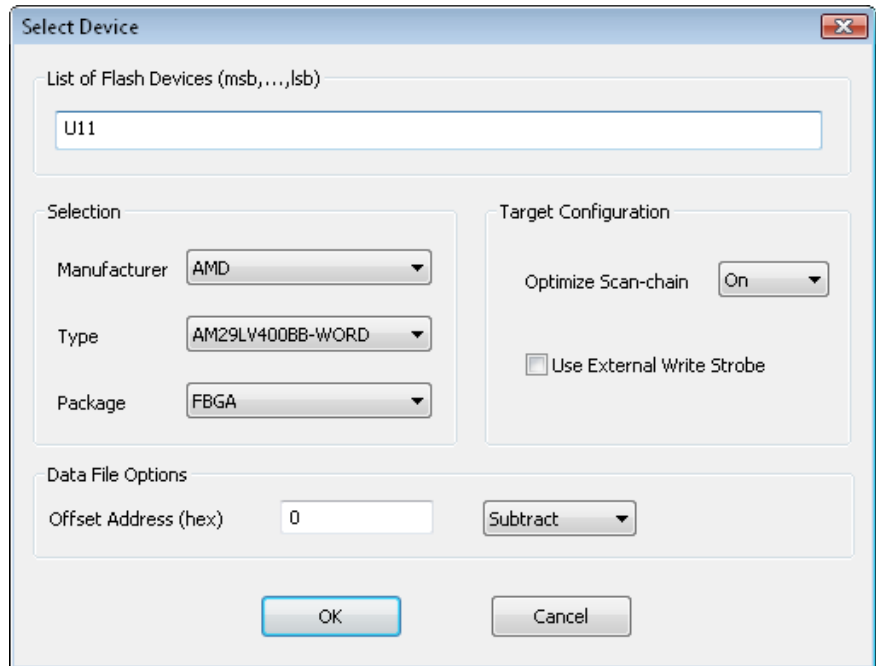 Select Device
List of Flash Devices (msb,...,lsb)
U11
Selection
Manufacturer AMD
Type AM29LV400BB-WORD
Package FBGA
Target Configuration
Optimize Scan-chain On
Use External Write Strobe
Data File Options
Offset Address (hex) 0 Subtract
OK Cancel